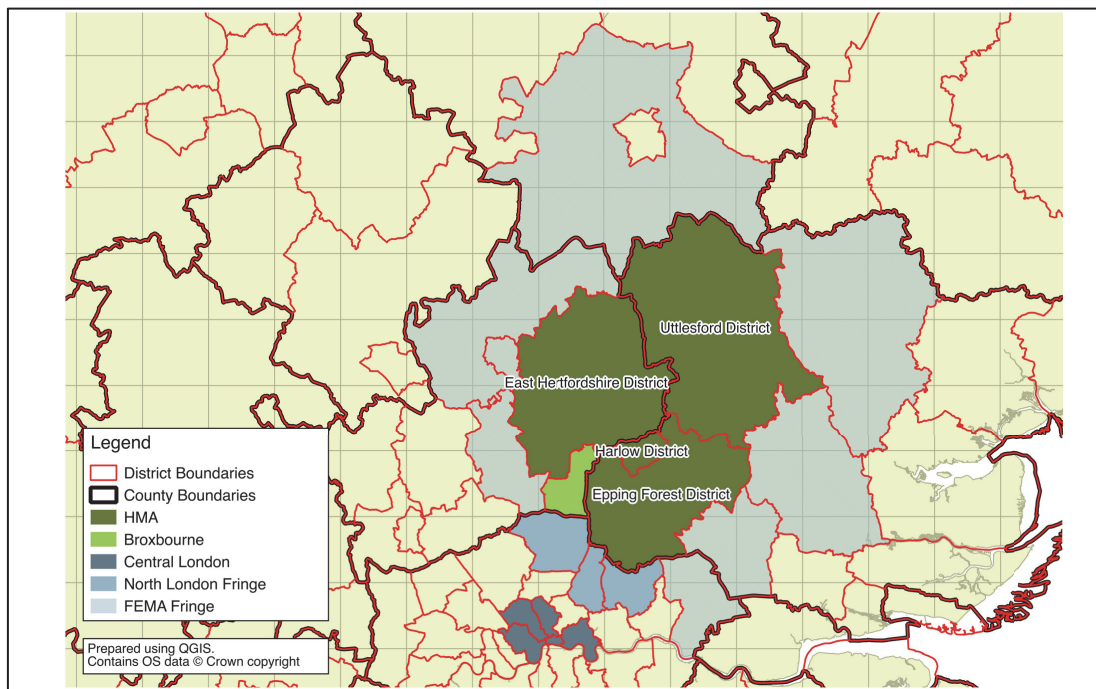 Uttlesford District
East Hertfordshire District
Harlow District
Epping Forest District
Legend
District Boundaries
County Boundaries
HMA
Broxbourne
Central London
North London Fringe
FEMA Fringe
Prepared using QGIS.
Contains OS data © Crown copyright